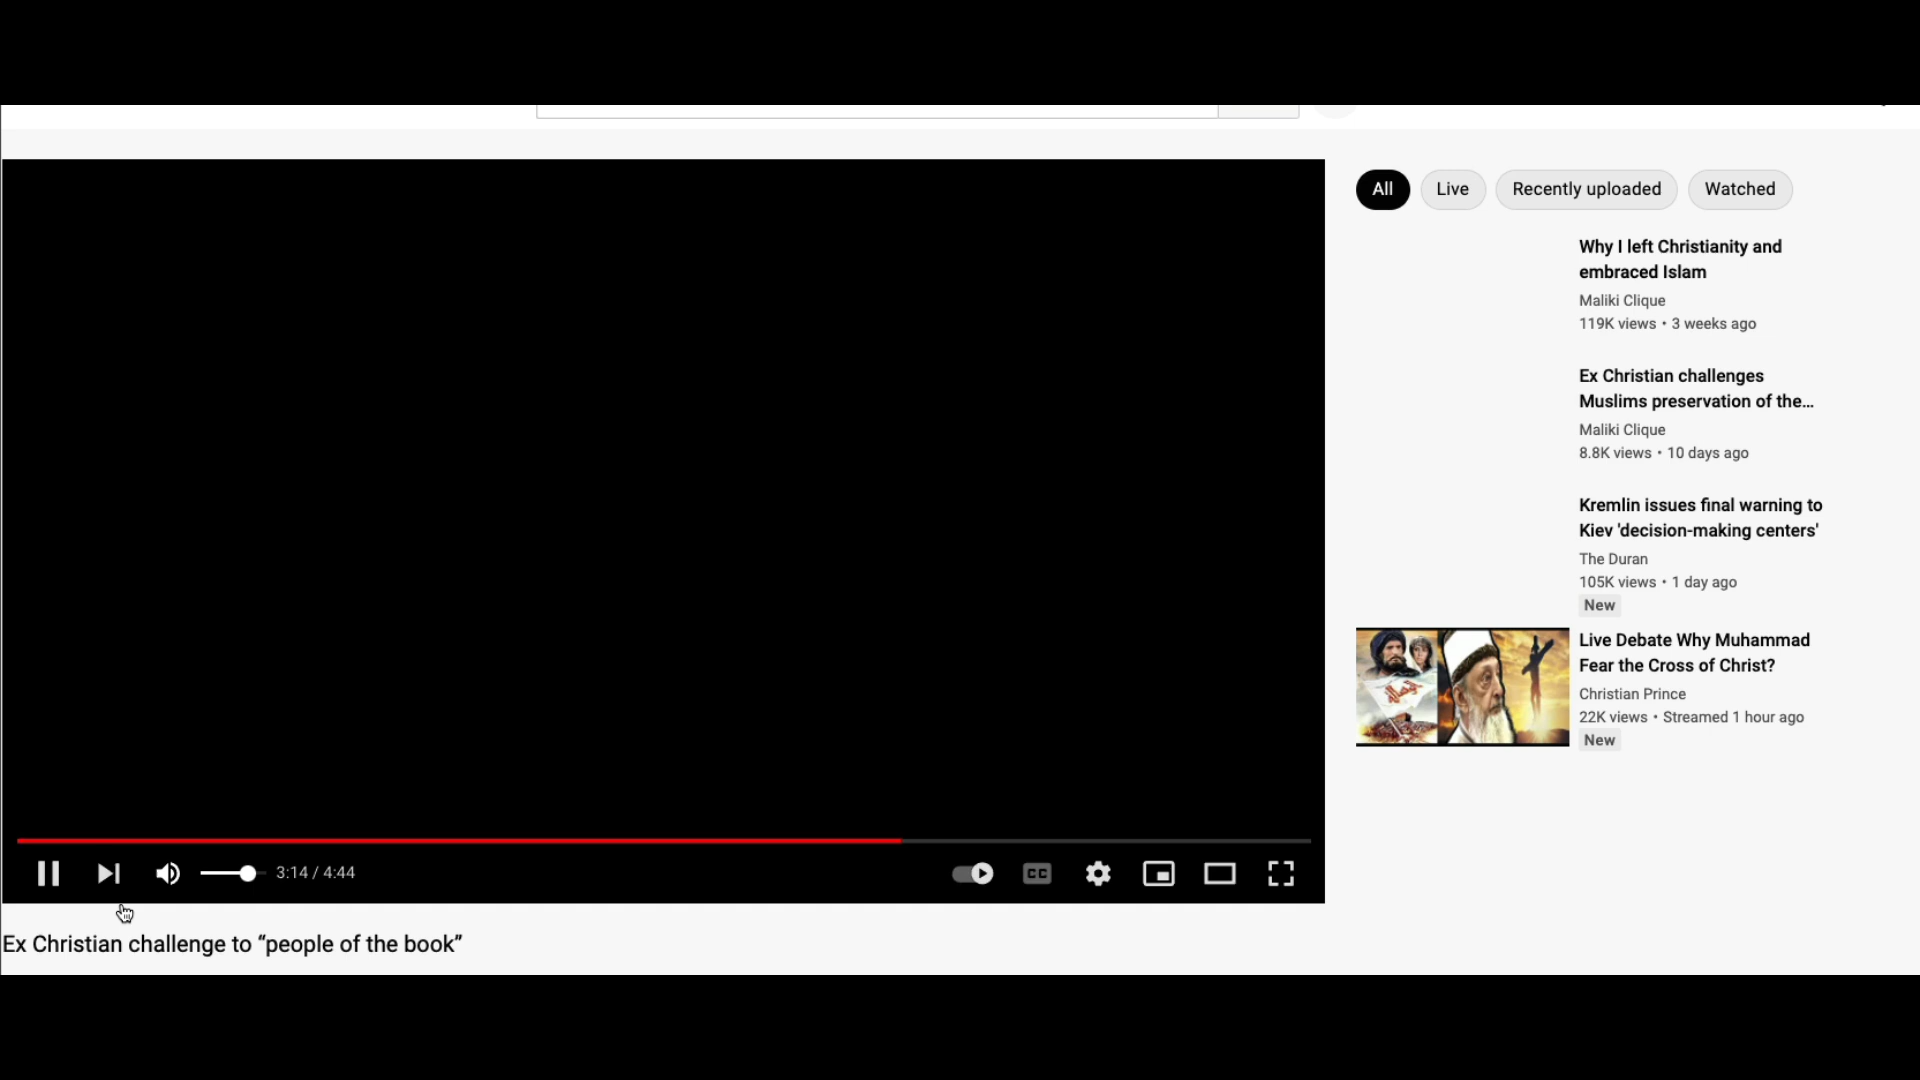 All
Live
Recently uploaded
Watched
Why I left Christianity and
embraced Islam
Maliki Clique
119K views • 3 weeks ago
Ex Christian challenges
Muslims preservation of the...
Maliki Clique
8.8K views • 10 days ago
Kremlin issues final warning to
Kiev 'decision-making centers'
The Duran
105K views • 1 day ago
New
Live Debate Why Muhammad
Fear the Cross of Christ?
Christian Prince
22K views • Streamed 1 hour ago
New
3:14 / 4:44
CC
Ex Christian challenge to “people of the book”